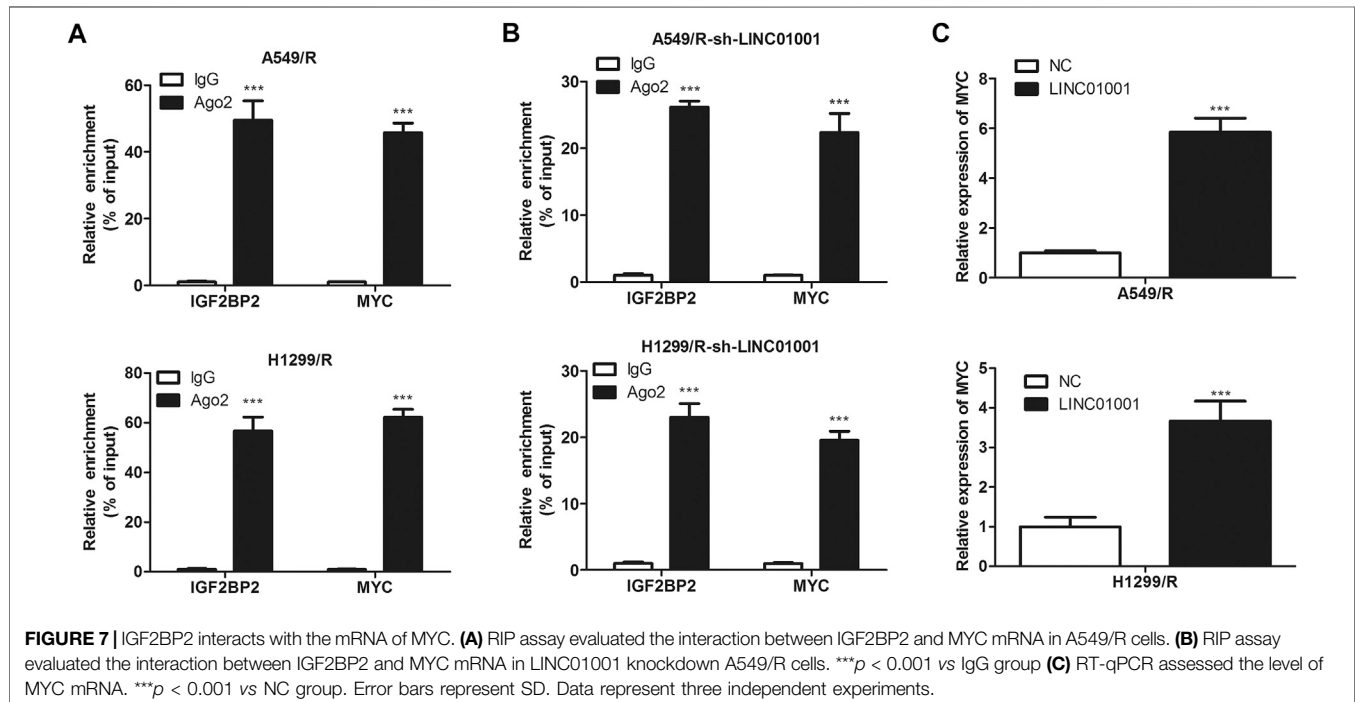 A
A549/R
IgG
Ago2
Relative enrichment
(% of input)
60
40
20
0
***
***
IGF2BP2
MYC
H1299/R
IgG
Ago2
Relative enrichment
(% of input)
80
60
40
20
0
***
***
IGF2BP2
MYC
B
A549/R-sh-LINC01001
IgG
Ago2
Relative enrichment
(% of input)
30
20
10
0
***
***
IGF2BP2
MYC
H1299/R-sh-LINC01001
IgG
Ago2
Relative enrichment
(% of input)
30
20
10
0
***
***
IGF2BP2
MYC
C
NC
LINC01001
Relative expression of MYC
8
6
4
2
0
***
A549/R
NC
LINC01001
Relative expression of MYC
5
4
3
2
1
0
***
H1299/R
FIGURE 7 | IGF2BP2 interacts with the mRNA of MYC. (A) RIP assay evaluated the interaction between IGF2BP2 and MYC mRNA in A549/R cells. (B) RIP assay
evaluated the interaction between IGF2BP2 and MYC mRNA in LINC01001 knockdown A549/R cells. ***p < 0.001 vs IgG group (C) RT-qPCR assessed the level of
MYC mRNA. ***p < 0.001 vs NC group. Error bars represent SD. Data represent three independent experiments.